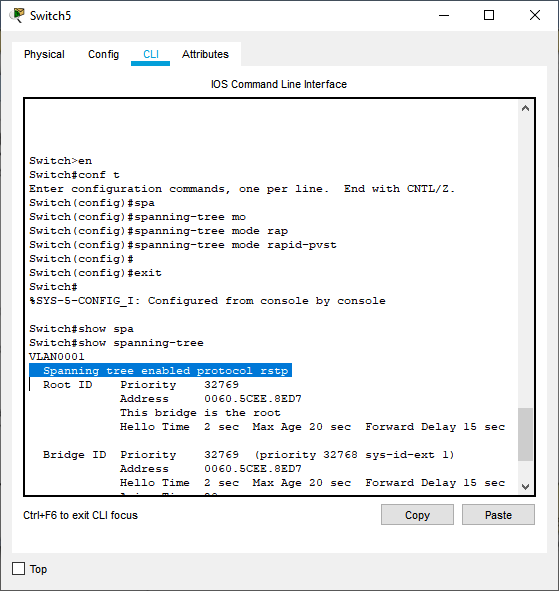 Switch5
Physical Config CLI Attributes
IOS Command Line Interface
Switch>en
Switch#conf t
Enter configuration commands, one per line.  End with CNTL/Z.
Switch(config)#spa
Switch(config)#spanning-tree mo
Switch(config)#spanning-tree mode rap
Switch(config)#spanning-tree mode rapid-pvst
Switch(config)#
Switch(config)#exit
Switch#
%SYS-5-CONFIG_I: Configured from console by console
Switch#show spa
Switch#show spanning-tree
VLAN0001
Spanning tree enabled protocol rstp
Root ID    Priority    32769
Address     0060.5CEE.8ED7
This bridge is the root
Hello Time  2 sec  Max Age 20 sec  Forward Delay 15 sec
Bridge ID  Priority    32769  (priority 32768 sys-id-ext 1)
Address     0060.5CEE.8ED7
Hello Time  2 sec  Max Age 20 sec  Forward Delay 15 sec
Ctrl+F6 to exit CLI focus
Copy Paste
Top